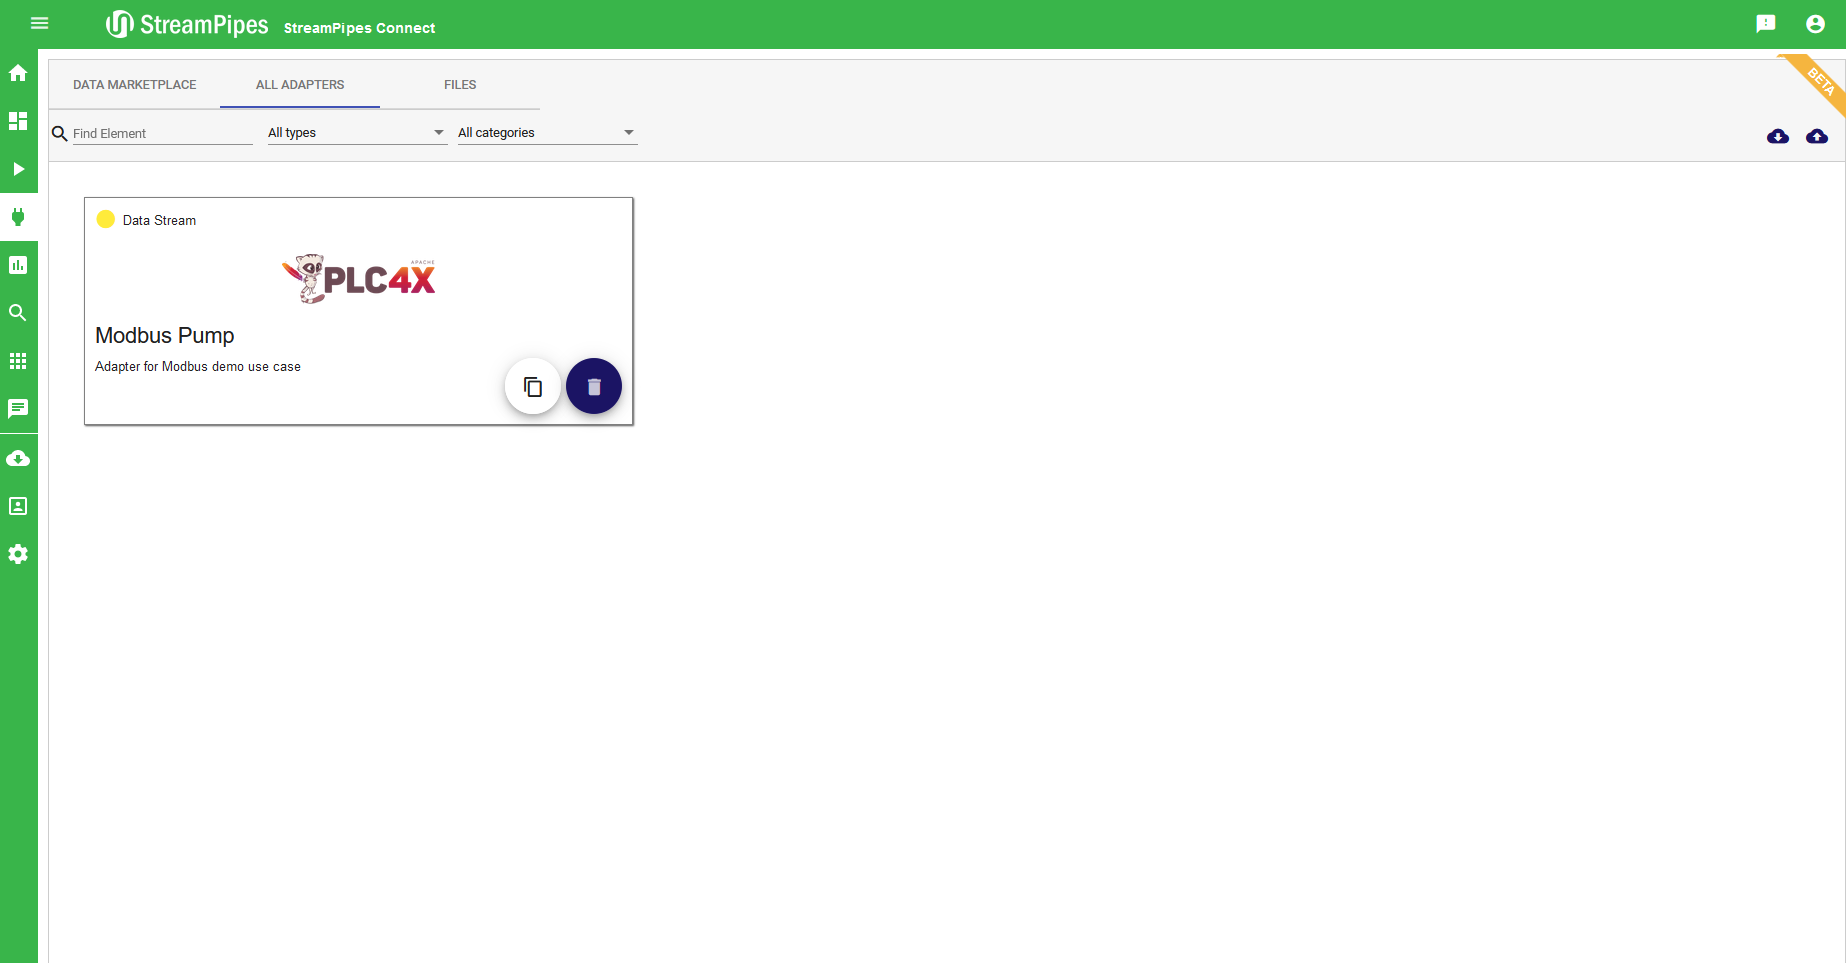 StreamPipes StreamPipes Connect
BETA
DATA MARKETPLACE ALL ADAPTERS FILES
Find Element All types All categories
Data Stream
APACHE
PLC4X
Modbus Pump
Adapter for Modbus demo use case